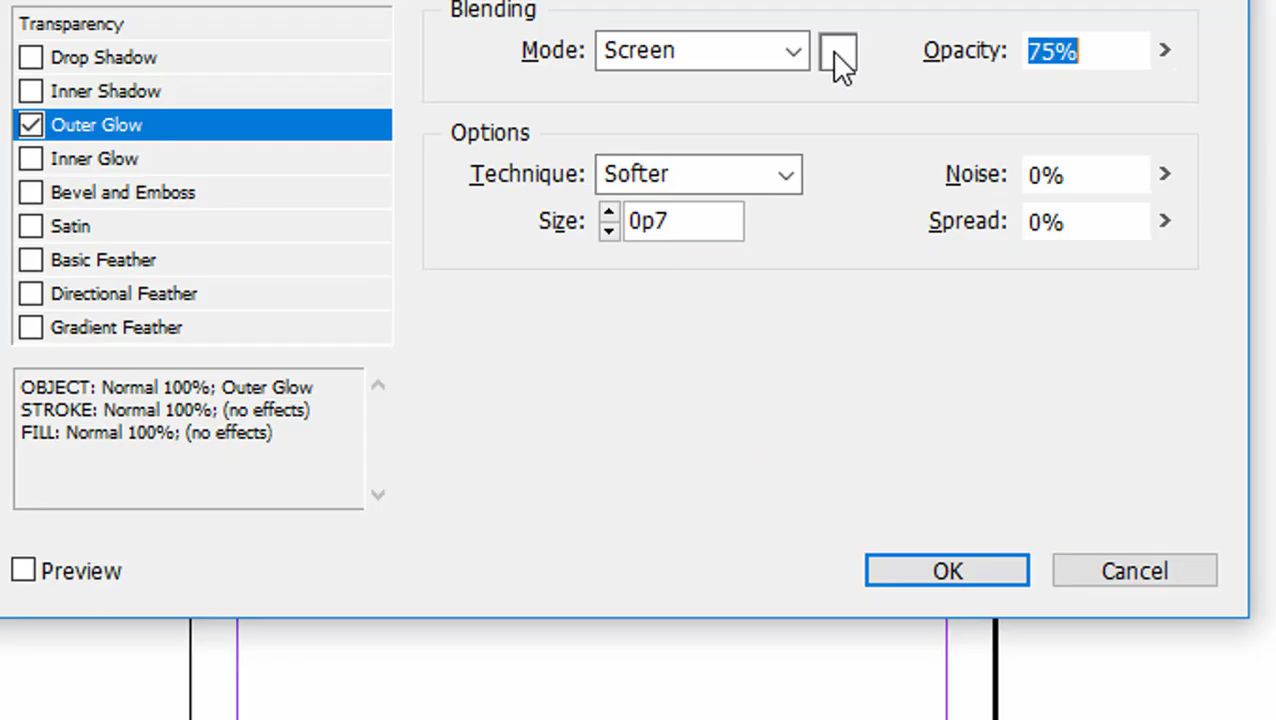 Transparency
Drop Shadow
Inner Shadow
Outer Glow
Inner Glow
Bevel and Emboss
Satin
Basic Feather
Directional Feather
Gradient Feather
OBJECT: Normal 100%; Outer Glow
STROKE: Normal 100%; (no effects)
FILL: Normal 100%; (no effects)
Preview
Blending
Mode: Screen Opacity: 75%
Options
Technique: Softer Noise: 0%
Size: 0p7 Spread: 0%
OK Cancel